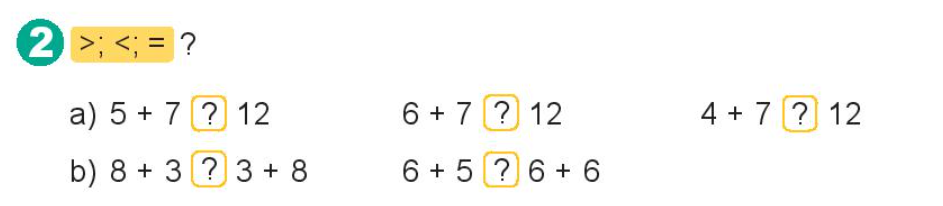 2 >; <; = ?
a) 5 + 7 ? 12 6 + 7 ? 12 4 + 7 ? 12
b) 8 + 3 ? 3 + 8 6 + 5 ? 6 + 6